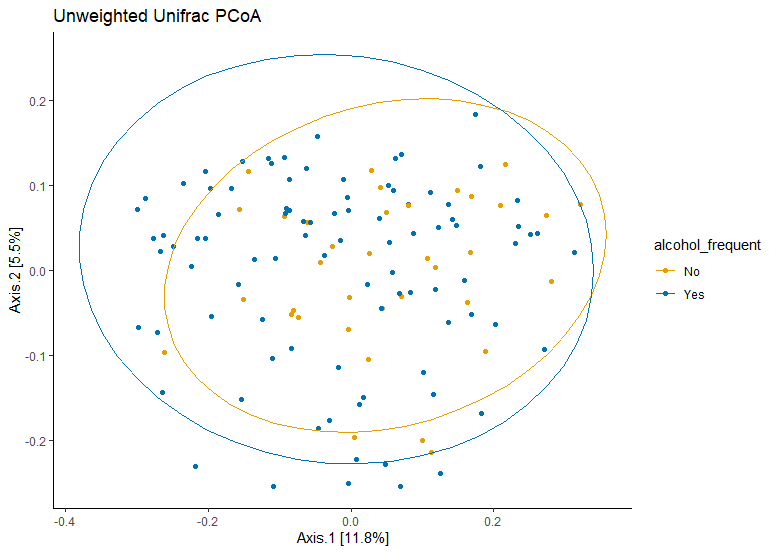 Unweighted Unifrac PCoA
0.2
0.1
0.0
-0.1
-0.2
Axis.2 [5.5%]
-0.4
-0.2
0.0
0.2
Axis.1 [11.8%]
alcohol_frequent
No
Yes